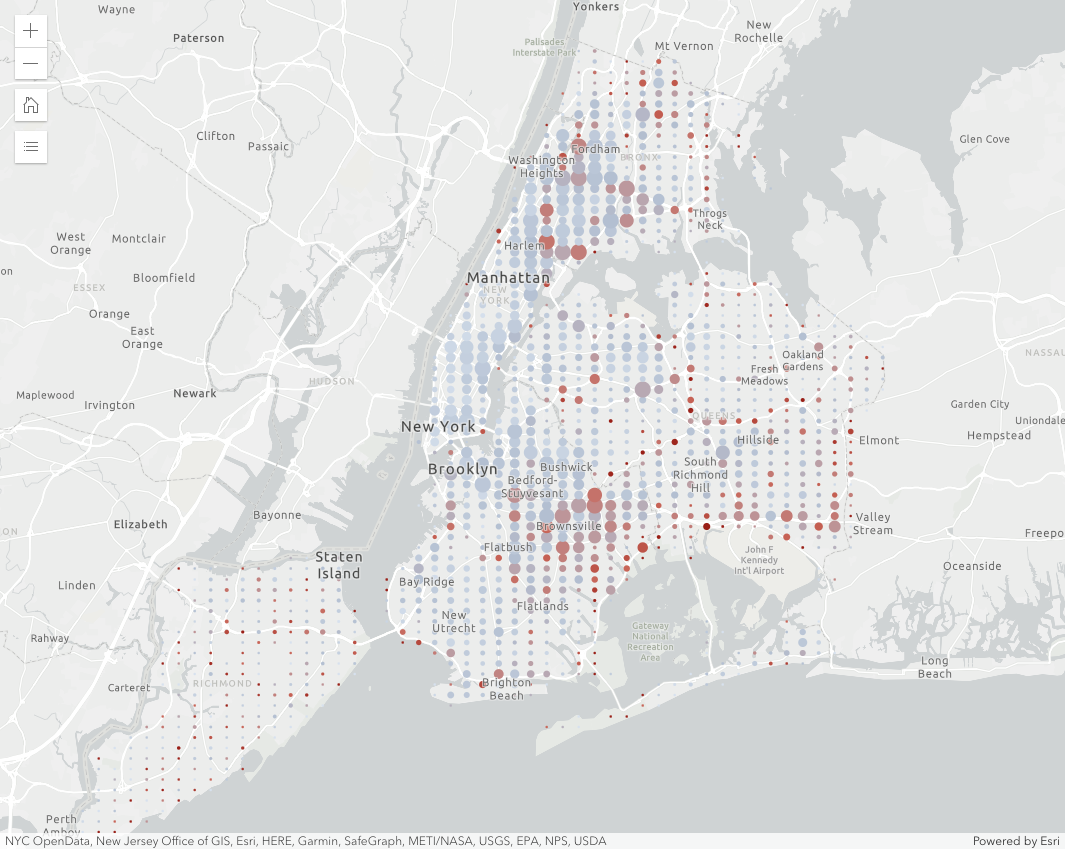 Yonkers
Wayne
New
Rochelle
Paterson
Palisades
Interstate Park
Mt Vernon
Clifton
Passaic
Glen Cove
Fordham
BRONX
Washington
Heights
Throgs
Neck
West
Orange
Montclair
Harlem
on
Bloomfield
Manhattan
ESSEX
NEW
YORK
Orange
East
Orange
Oakland
Gardens
NASSAU
Fresh
Meadows
HUDSON
Maplewood
Newark
Irvington
Garden City
QUEENS
Uniondale
New York
Hillside
Elmont
Hempstead
Brooklyn
Bushwick
South
Richmond
Hill
Bedford-
Stuyvesant
Bayonne
Valley
Stream
Elizabeth
Brownsville
ON
Freepo
Flatbush
John F
Kennedy
Int'l Airport
Staten
Island
Oceanside
Linden
Bay Ridge
Flatlands
New
Utrecht
Gateway
National
Recreation
Area
Rahway
Long
Beach
Carteret
RICHMOND
Brighton
Beach
Perth
Amboy
NYC OpenData, New Jersey Office of GIS, Esri, HERE, Garmin, SafeGraph, METI/NASA, USGS, EPA, NPS, USDA
Powered by Esri